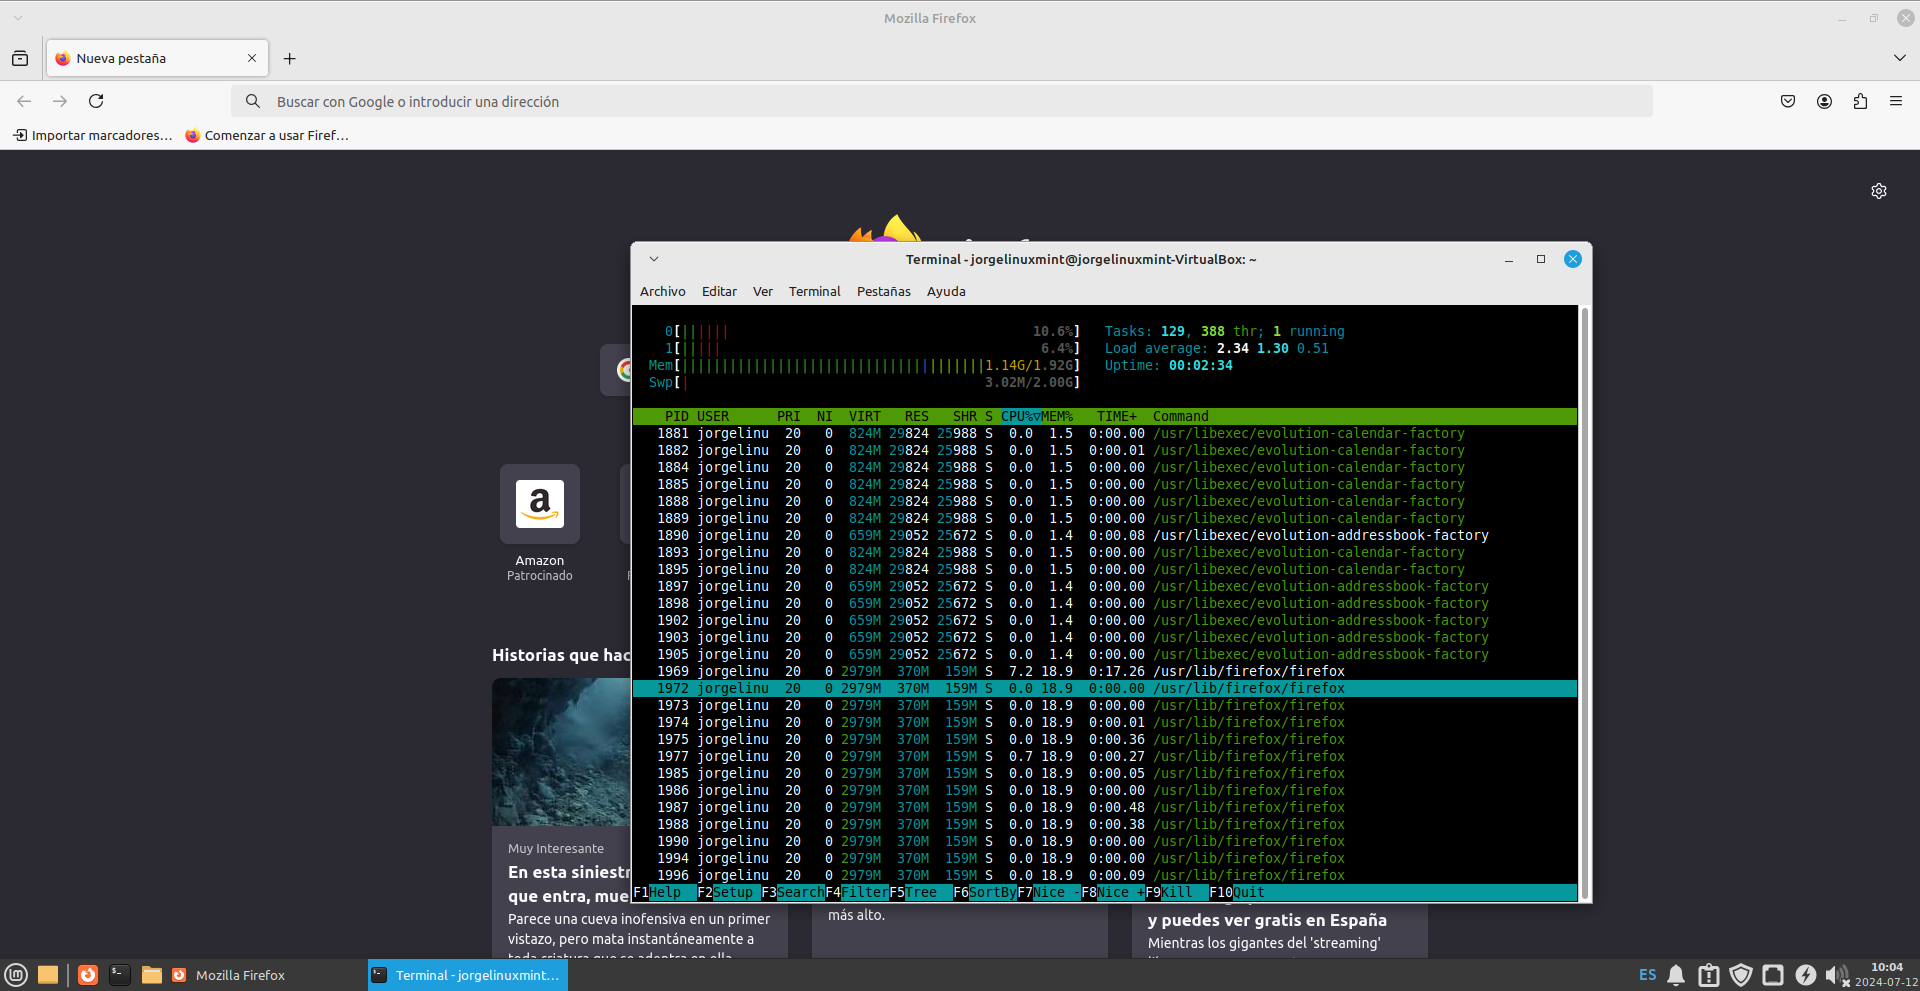 Mozilla Firefox
Nueva pestaña
Buscar con Google o introducir una dirección
Importar marcadores... Comenzar a usar Firef...
Terminal - jorgelinuxmint@jorgelinuxmint-VirtualBox: ~
Archivo Editar Ver Terminal Pestañas Ayuda
0[|||||| 10.6%] Tasks: 129, 388 thr; 1 running
1[||||| 6.4%] Load average: 2.34 1.30 0.51
Mem[||||||||||||||||||||||||||||||||||||||1.14G/1.92G] Uptime: 00:02:34
Swp[| 3.02M/2.00G]
PID USER PRI NI VIRT RES SHR S CPU%▽MEM% TIME+ Command
1881 jorgelinu 20 0 824M 29824 25988 S 0.0 1.5 0:00.00 /usr/libexec/evolution-calendar-factory
1882 jorgelinu 20 0 824M 29824 25988 S 0.0 1.5 0:00.01 /usr/libexec/evolution-calendar-factory
1884 jorgelinu 20 0 824M 29824 25988 S 0.0 1.5 0:00.00 /usr/libexec/evolution-calendar-factory
1885 jorgelinu 20 0 824M 29824 25988 S 0.0 1.5 0:00.00 /usr/libexec/evolution-calendar-factory
1888 jorgelinu 20 0 824M 29824 25988 S 0.0 1.5 0:00.00 /usr/libexec/evolution-calendar-factory
1889 jorgelinu 20 0 824M 29824 25988 S 0.0 1.5 0:00.00 /usr/libexec/evolution-calendar-factory
1890 jorgelinu 20 0 659M 29052 25672 S 0.0 1.4 0:00.08 /usr/libexec/evolution-addressbook-factory
1893 jorgelinu 20 0 824M 29824 25988 S 0.0 1.5 0:00.00 /usr/libexec/evolution-calendar-factory
1895 jorgelinu 20 0 824M 29824 25988 S 0.0 1.5 0:00.00 /usr/libexec/evolution-calendar-factory
1897 jorgelinu 20 0 659M 29052 25672 S 0.0 1.4 0:00.00 /usr/libexec/evolution-addressbook-factory
1898 jorgelinu 20 0 659M 29052 25672 S 0.0 1.4 0:00.00 /usr/libexec/evolution-addressbook-factory
1902 jorgelinu 20 0 659M 29052 25672 S 0.0 1.4 0:00.00 /usr/libexec/evolution-addressbook-factory
1903 jorgelinu 20 0 659M 29052 25672 S 0.0 1.4 0:00.00 /usr/libexec/evolution-addressbook-factory
1905 jorgelinu 20 0 659M 29052 25672 S 0.0 1.4 0:00.00 /usr/libexec/evolution-addressbook-factory
1969 jorgelinu 20 0 2979M 370M 159M S 7.2 18.9 0:17.26 /usr/lib/firefox/firefox
1972 jorgelinu 20 0 2979M 370M 159M S 0.0 18.9 0:00.00 /usr/lib/firefox/firefox
1973 jorgelinu 20 0 2979M 370M 159M S 0.0 18.9 0:00.00 /usr/lib/firefox/firefox
1974 jorgelinu 20 0 2979M 370M 159M S 0.0 18.9 0:00.01 /usr/lib/firefox/firefox
1975 jorgelinu 20 0 2979M 370M 159M S 0.0 18.9 0:00.36 /usr/lib/firefox/firefox
1977 jorgelinu 20 0 2979M 370M 159M S 0.7 18.9 0:00.27 /usr/lib/firefox/firefox
1985 jorgelinu 20 0 2979M 370M 159M S 0.0 18.9 0:00.05 /usr/lib/firefox/firefox
1986 jorgelinu 20 0 2979M 370M 159M S 0.0 18.9 0:00.00 /usr/lib/firefox/firefox
1987 jorgelinu 20 0 2979M 370M 159M S 0.0 18.9 0:00.48 /usr/lib/firefox/firefox
1988 jorgelinu 20 0 2979M 370M 159M S 0.0 18.9 0:00.38 /usr/lib/firefox/firefox
1990 jorgelinu 20 0 2979M 370M 159M S 0.0 18.9 0:00.00 /usr/lib/firefox/firefox
1994 jorgelinu 20 0 2979M 370M 159M S 0.0 18.9 0:00.00 /usr/lib/firefox/firefox
1996 jorgelinu 20 0 2979M 370M 159M S 0.0 18.9 0:00.09 /usr/lib/firefox/firefox
F1Help F2Setup F3SearchF4FilterF5Tree F6SortByF7Nice -F8Nice +F9Kill F10Quit
a
Amazon
Patrocinado
Historias que hac
Muy Interesante
En esta siniestr
que entra, mue
Parece una cueva inofensiva en un primer
vistazo, pero mata instantáneamente a
más alto.
y puedes ver gratis en España
Mientras los gigantes del 'streaming'
Mozilla Firefox
Terminal - jorgelinuxmint...
ES
10:04
2024-07-12